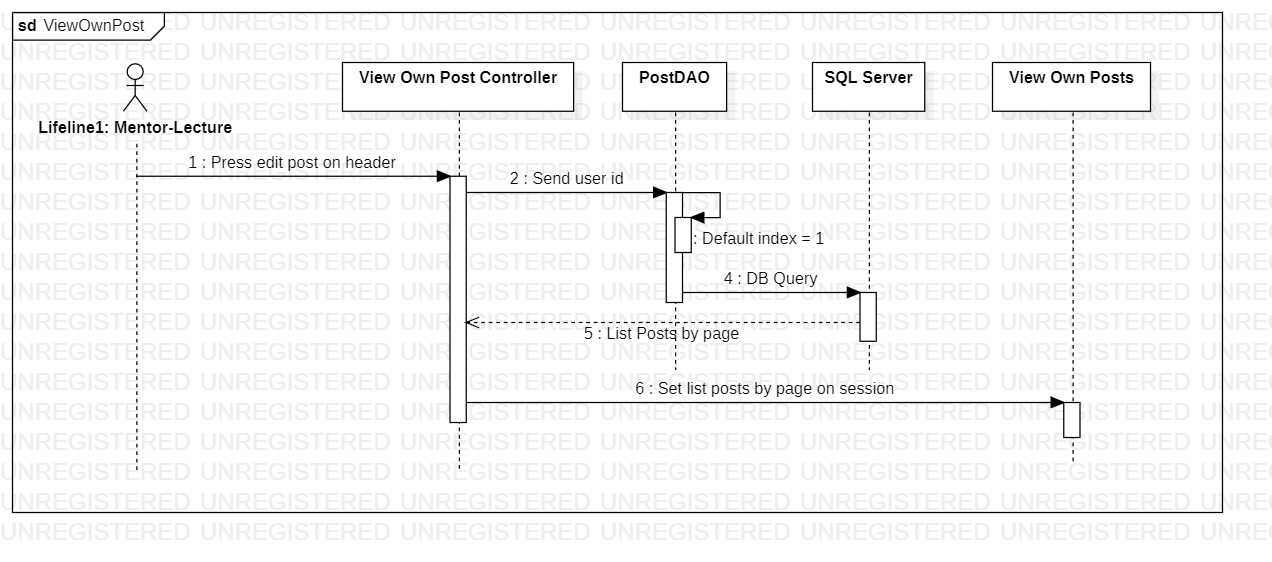 sd ViewOwnPost
View Own Post Controller
PostDAO
SQL Server
View Own Posts
Lifeline1: Mentor-Lecture
1 : Press edit post on header
2 : Send user id
: Default index = 1
4 : DB Query
5 : List Posts by page
6 : Set list posts by page on session
UNREGISTERED